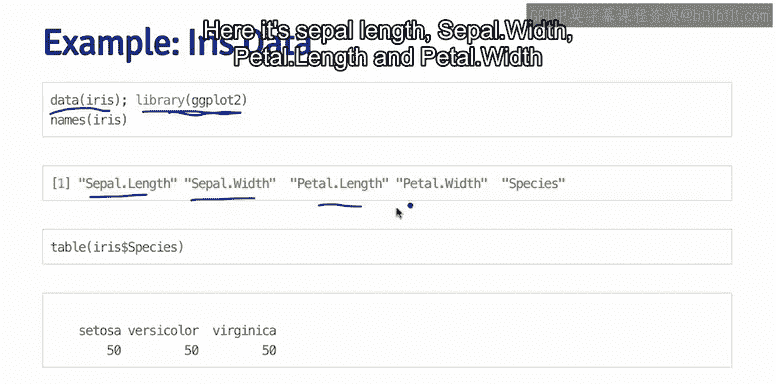 Here it's sepal length, Sepal.Width,
Petal.Length and Petal.Width
Example: Iris Data
data(iris); library(ggplot2)
names(iris)
[1] "Sepal.Length" "Sepal.Width" "Petal.Length" "Petal.Width" "Species"
table(iris$Species)
setosa versicolor virginica
50 50 50